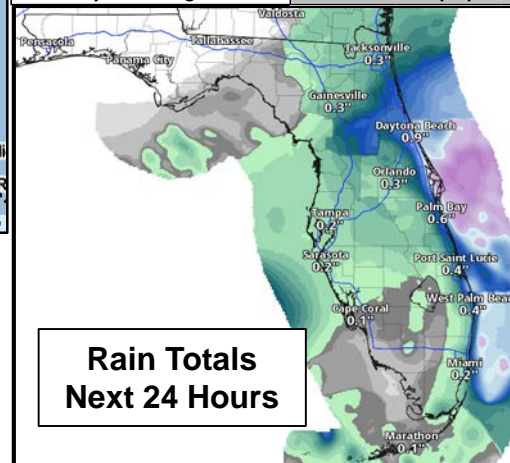 Valdosta
Pensacola
Tallahassee
Jacksonville
0.3"
Panama City
Gainesville
0.3"
Daytona Beach
0.9"
Orlando
0.3"
Tampa
0.2"
Palm Bay
0.6"
Sarasota
0.2"
Port Saint Lucie
0.4"
West Palm Beac
0.4"
Cape Coral
0.1"
Miami
0.2"
Marathon
0.1"
Rain Totals
Next 24 Hours